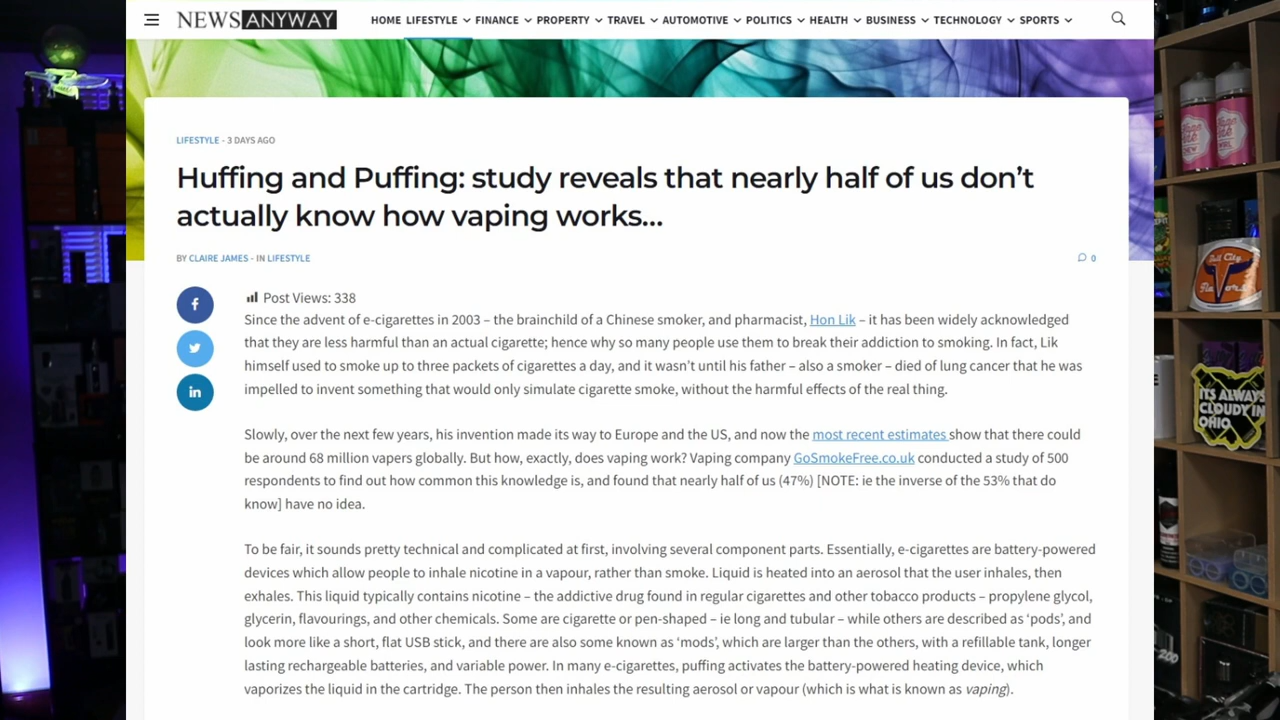 NEWS ANYWAY
HOME LIFESTYLE FINANCE PROPERTY TRAVEL AUTOMOTIVE POLITICS HEALTH BUSINESS TECHNOLOGY SPORTS
LIFESTYLE - 3 DAYS AGO
Huffing and Puffing: study reveals that nearly half of us don’t
actually know how vaping works...
BY CLAIRE JAMES - IN LIFESTYLE
0
Post Views: 338
Since the advent of e-cigarettes in 2003 – the brainchild of a Chinese smoker, and pharmacist, Hon Lik – it has been widely acknowledged
that they are less harmful than an actual cigarette; hence why so many people use them to break their addiction to smoking. In fact, Lik
himself used to smoke up to three packets of cigarettes a day, and it wasn’t until his father – also a smoker – died of lung cancer that he was
impelled to invent something that would only simulate cigarette smoke, without the harmful effects of the real thing.
Slowly, over the next few years, his invention made its way to Europe and the US, and now the most recent estimates show that there could
be around 68 million vapers globally. But how, exactly, does vaping work? Vaping company GoSmokeFree.co.uk conducted a study of 500
respondents to find out how common this knowledge is, and found that nearly half of us (47%) [NOTE: ie the inverse of the 53% that do
know] have no idea.
To be fair, it sounds pretty technical and complicated at first, involving several component parts. Essentially, e-cigarettes are battery-powered
devices which allow people to inhale nicotine in a vapour, rather than smoke. Liquid is heated into an aerosol that the user inhales, then
exhales. This liquid typically contains nicotine – the addictive drug found in regular cigarettes and other tobacco products – propylene glycol,
glycerin, flavourings, and other chemicals. Some are cigarette or pen-shaped – ie long and tubular – while others are described as ‘pods’, and
look more like a short, flat USB stick, and there are also some known as ‘mods’, which are larger than the others, with a refillable tank, longer
lasting rechargeable batteries, and variable power. In many e-cigarettes, puffing activates the battery-powered heating device, which
vaporizes the liquid in the cartridge. The person then inhales the resulting aerosol or vapour (which is what is known as vaping).
IT'S ALWAYS
CLOUDY IN
OHIO